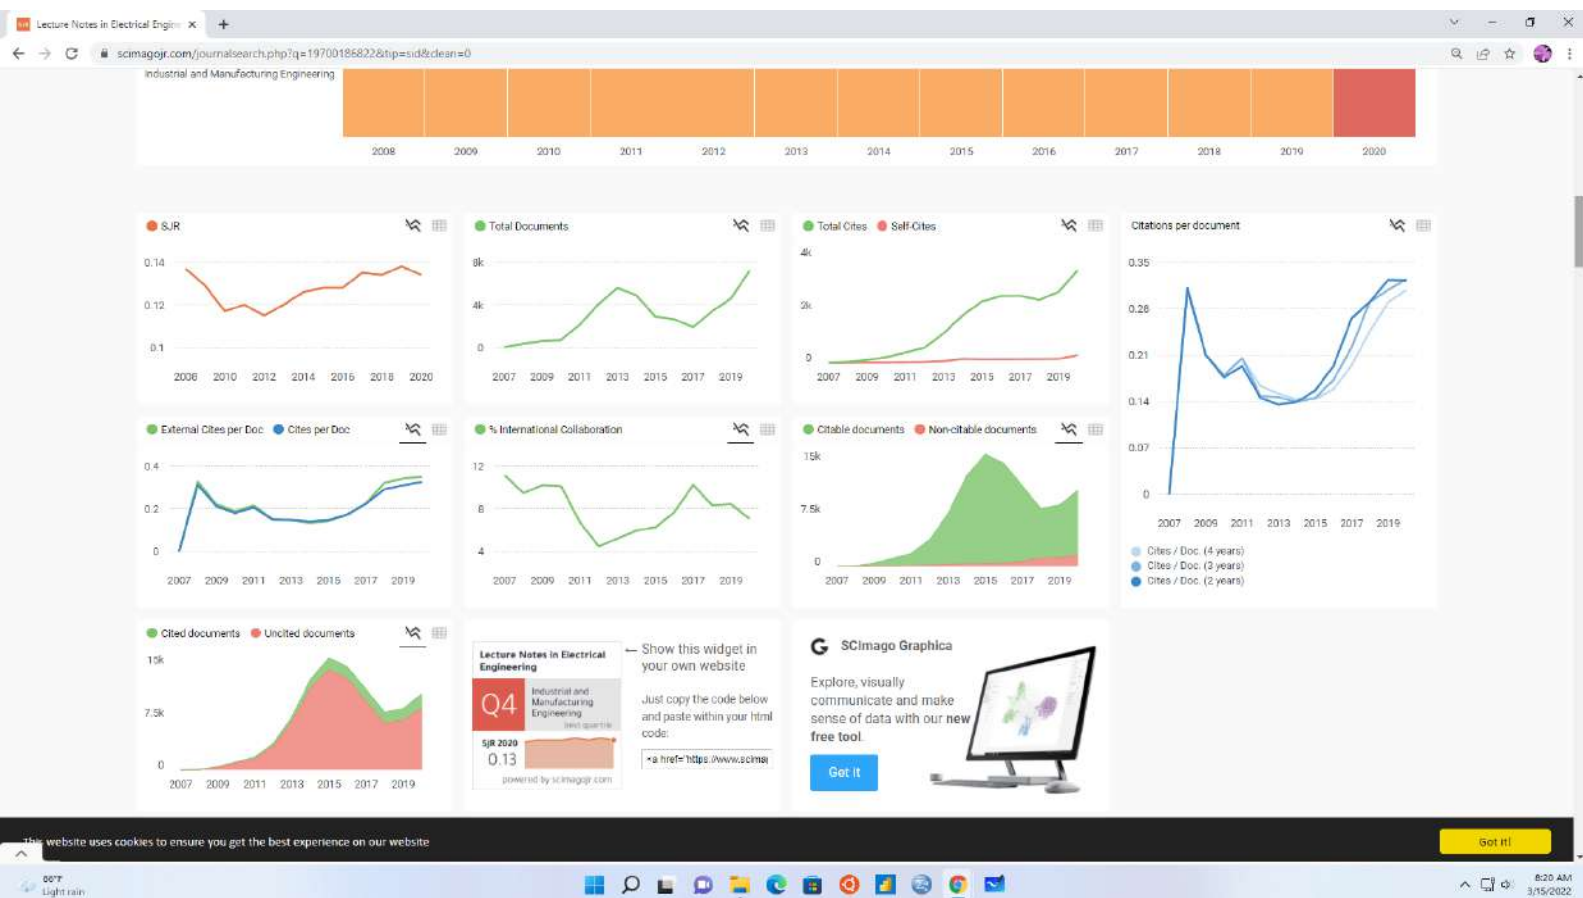 Lecture Notes in Electrical Engine
scimagojr.com/journalsearch.php?q=19700186822&tip=sid&clean=0
Industrial and Manufacturing Engineering
2008 2009 2010 2011 2012 2013 2014 2015 2016 2017 2018 2019 2020
SJR
0.14
0.12
0.1
2008 2010 2012 2014 2016 2018 2020
Total Documents
8k
4k
0
2007 2009 2011 2013 2015 2017 2019
Total Cites Self-Cites
4k
2k
0
2007 2009 2011 2013 2015 2017 2019
Citations per document
0.35
0.28
0.21
0.14
0.07
0
2007 2009 2011 2013 2015 2017 2019
Cites / Doc. (4 years)
Cites / Doc. (3 years)
Cites / Doc. (2 years)
External Cites per Doc Cites per Doc
0.4
0.2
0
2007 2009 2011 2013 2015 2017 2019
% International Collaboration
12
8
4
2007 2009 2011 2013 2015 2017 2019
Citable documents Non-citable documents
15k
7.5k
0
2007 2009 2011 2013 2015 2017 2019
Cited documents Uncited documents
15k
7.5k
0
2007 2009 2011 2013 2015 2017 2019
Lecture Notes in Electrical
Engineering
Q4
Industrial and
Manufacturing
Engineering
best quartile
SJR 2020
0.13
powered by scimagojr.com
← Show this widget in
your own website
Just copy the code below
and paste within your html
code:
<a href="https://www.scimag
SCImago Graphica
Explore, visually
communicate and make
sense of data with our new
free tool.
Get it
This website uses cookies to ensure you get the best experience on our website
Got it!
66°F
Light rain
8:20 AM
3/15/2022